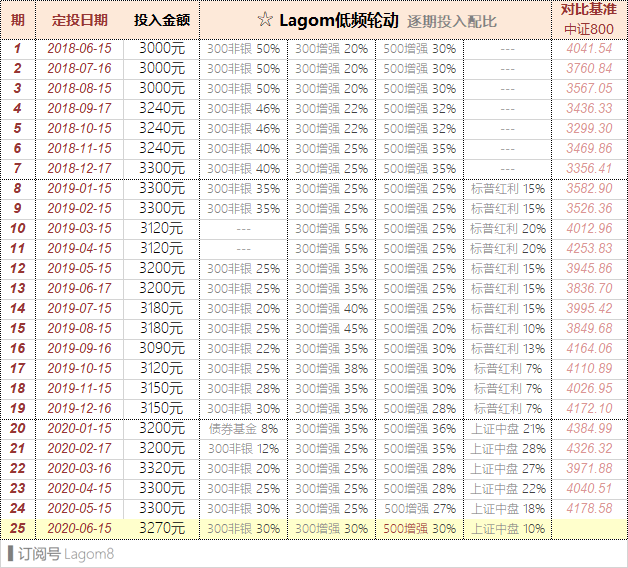 期 定投日期 投入金额 ☆ Lagom低频轮动 逐期投入配比 对比基准 中证800
1 2018-06-15 3000元 300非银 50% 300增强 20% 500增强 30% --- 4041.54
2 2018-07-16 3000元 300非银 50% 300增强 20% 500增强 30% --- 3760.84
3 2018-08-15 3000元 300非银 50% 300增强 20% 500增强 30% --- 3567.05
4 2018-09-17 3240元 300非银 46% 300增强 22% 500增强 32% --- 3436.33
5 2018-10-15 3240元 300非银 46% 300增强 22% 500增强 32% --- 3299.30
6 2018-11-15 3240元 300非银 40% 300增强 25% 500增强 35% --- 3469.86
7 2018-12-17 3300元 300非银 40% 300增强 25% 500增强 35% --- 3356.41
8 2019-01-15 3300元 300非银 35% 300增强 25% 500增强 25% 标普红利 15% 3582.90
9 2019-02-15 3300元 300非银 35% 300增强 25% 500增强 25% 标普红利 15% 3526.36
10 2019-03-15 3120元 --- 300增强 55% 500增强 25% 标普红利 20% 4012.96
11 2019-04-15 3120元 --- 300增强 55% 500增强 25% 标普红利 20% 4253.83
12 2019-05-15 3200元 300非银 25% 300增强 35% 500增强 25% 标普红利 15% 3945.86
13 2019-06-17 3200元 300非银 25% 300增强 35% 500增强 25% 标普红利 15% 3836.70
14 2019-07-15 3180元 300非银 20% 300增强 40% 500增强 25% 标普红利 15% 3995.42
15 2019-08-15 3180元 300非银 25% 300增强 45% 500增强 20% 标普红利 10% 3849.68
16 2019-09-16 3090元 300非银 22% 300增强 35% 500增强 30% 标普红利 13% 4164.06
17 2019-10-15 3120元 300非银 25% 300增强 38% 500增强 30% 标普红利 7% 4110.89
18 2019-11-15 3150元 300非银 28% 300增强 35% 500增强 30% 标普红利 7% 4026.95
19 2019-12-16 3150元 300非银 30% 300增强 35% 500增强 28% 标普红利 7% 4172.10
20 2020-01-15 3200元 债券基金 8% 300增强 35% 500增强 36% 上证中盘 21% 4384.99
21 2020-02-17 3200元 300非银 12% 300增强 25% 500增强 35% 上证中盘 28% 4326.32
22 2020-03-16 3320元 300非银 20% 300增强 25% 500增强 28% 上证中盘 27% 3971.88
23 2020-04-15 3300元 300非银 25% 300增强 25% 500增强 28% 上证中盘 22% 4040.51
24 2020-05-15 3300元 300非银 30% 300增强 25% 500增强 27% 上证中盘 18% 4178.58
25 2020-06-15 3270元 300非银 30% 300增强 30% 500增强 30% 上证中盘 10%
订阅号 Lagom8